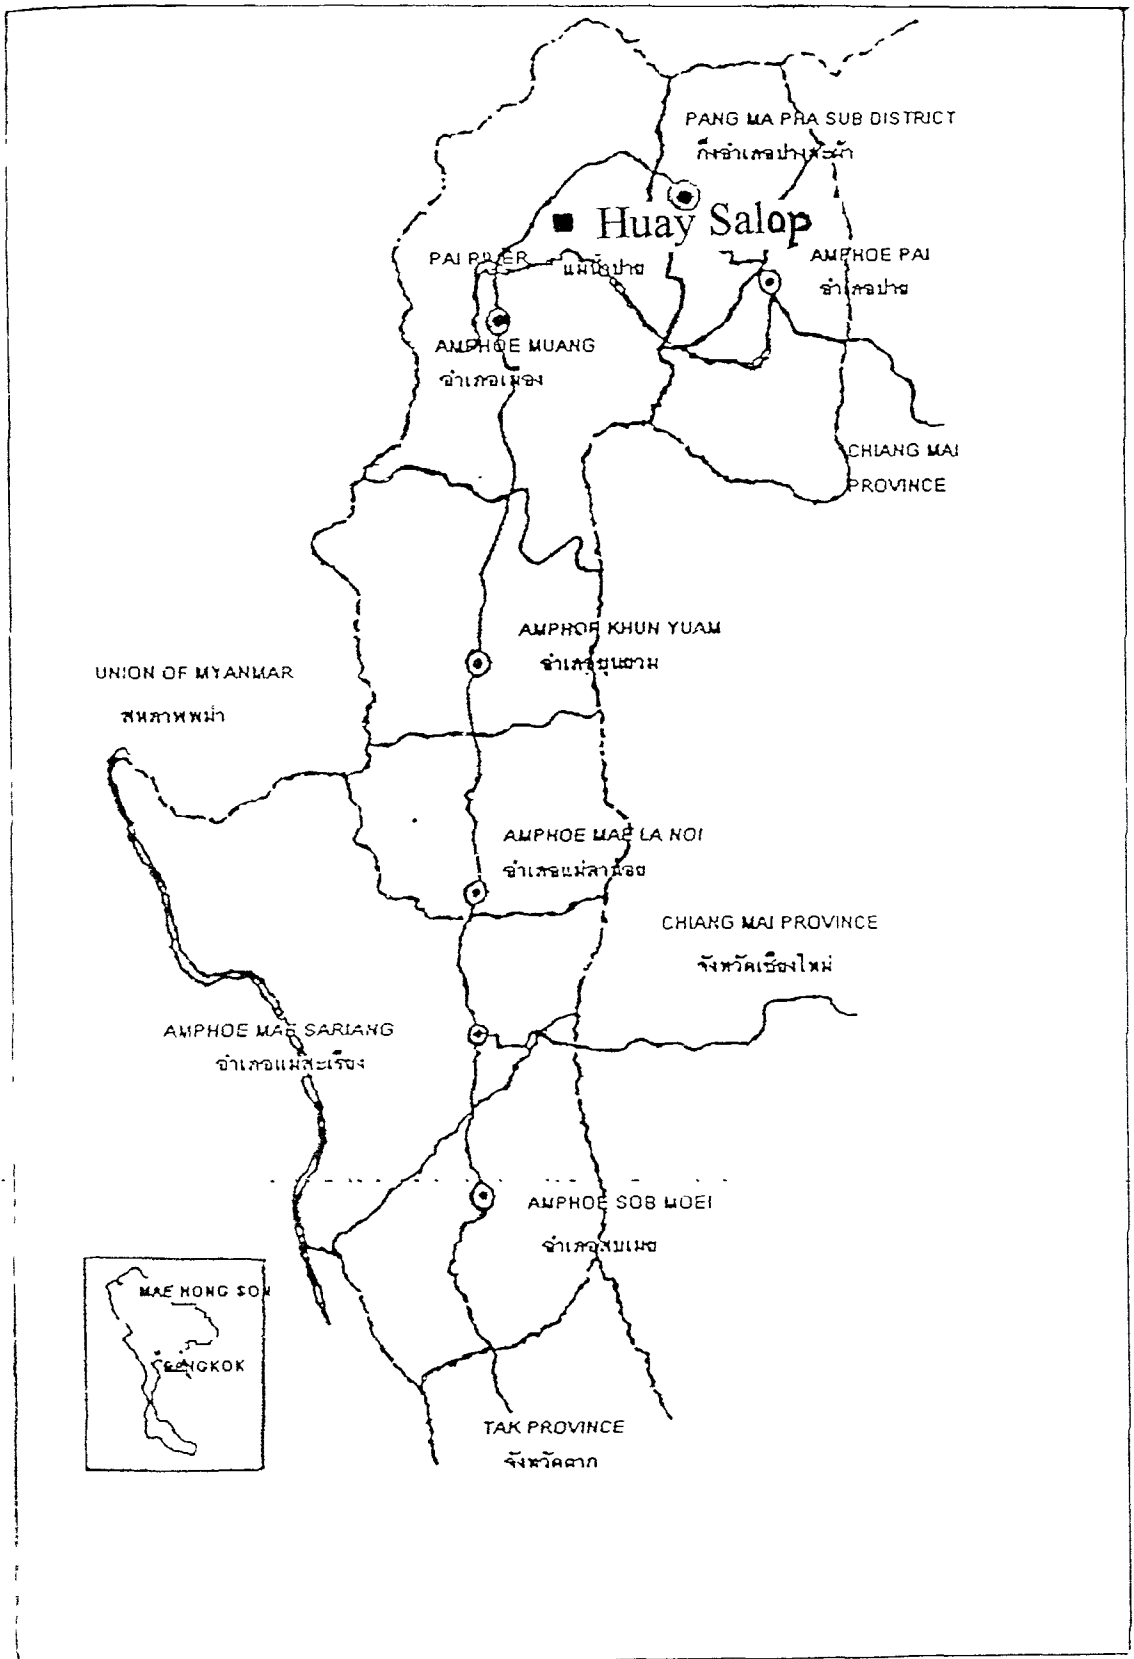 PANG MA PHA SUB DISTRICT
กิ่งอำเภอปางมะผ้า
Huay Salop
PAI RIVER
แม่น้ำปาย
AMPHOE PAI
อำเภอปาย
AMPHOE MUANG
อำเภอเมือง
CHIANG MAI
PROVINCE
AMPHOE KHUN YUAM
อำเภอขุนยวม
UNION OF MYANMAR
สหภาพพม่า
AMPHOE MAE LA NOI
อำเภอแม่ลาน้อย
CHIANG MAI PROVINCE
จังหวัดเชียงใหม่
AMPHOE MAE SARIANG
อำเภอแม่สะเรียง
AMPHOE SOB MOEI
อำเภอสบเมย
MAE HONG SON
BANGKOK
TAK PROVINCE
จังหวัดตาก